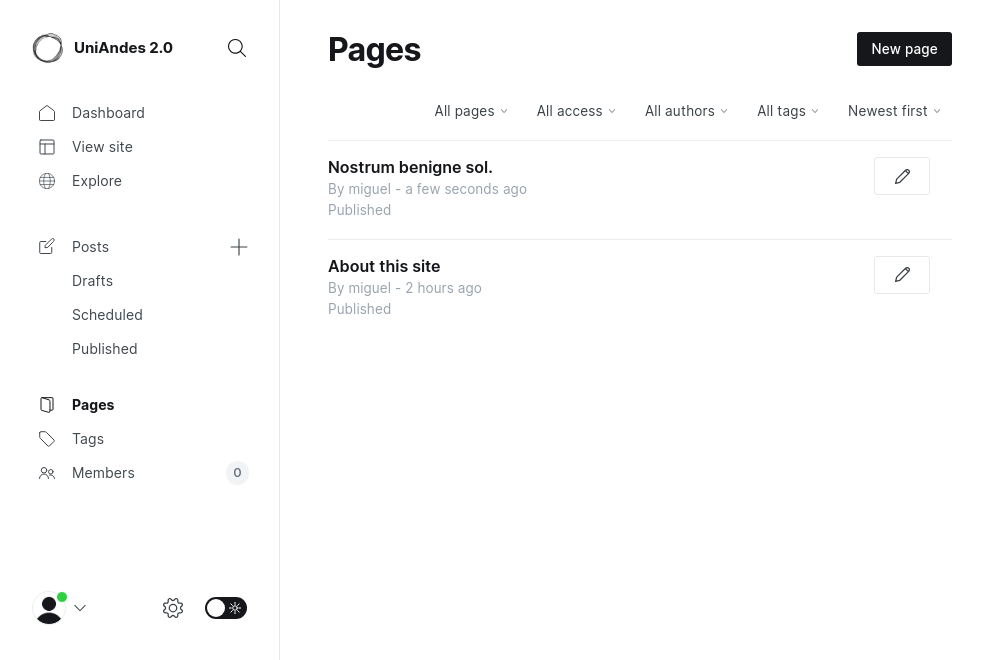 UniAndes 2.0
Dashboard
View site
Explore
Posts
Drafts
Scheduled
Published
Pages
Tags
Members
0
Pages
New page
All pages
All access
All authors
All tags
Newest first
Nostrum benigne sol.
By miguel - a few seconds ago
Published
About this site
By miguel - 2 hours ago
Published